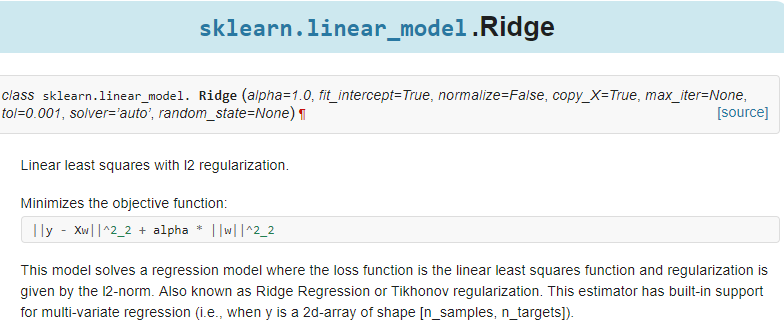 sklearn.linear_model.Ridge
class sklearn.linear_model. Ridge (alpha=1.0, fit_intercept=True, normalize=False, copy_X=True, max_iter=None,
tol=0.001, solver='auto', random_state=None) ¶ [source]
Linear least squares with l2 regularization.
Minimizes the objective function:
||y - Xw||^2_2 + alpha * ||w||^2_2
This model solves a regression model where the loss function is the linear least squares function and regularization is
given by the l2-norm. Also known as Ridge Regression or Tikhonov regularization. This estimator has built-in support
for multi-variate regression (i.e., when y is a 2d-array of shape [n_samples, n_targets]).